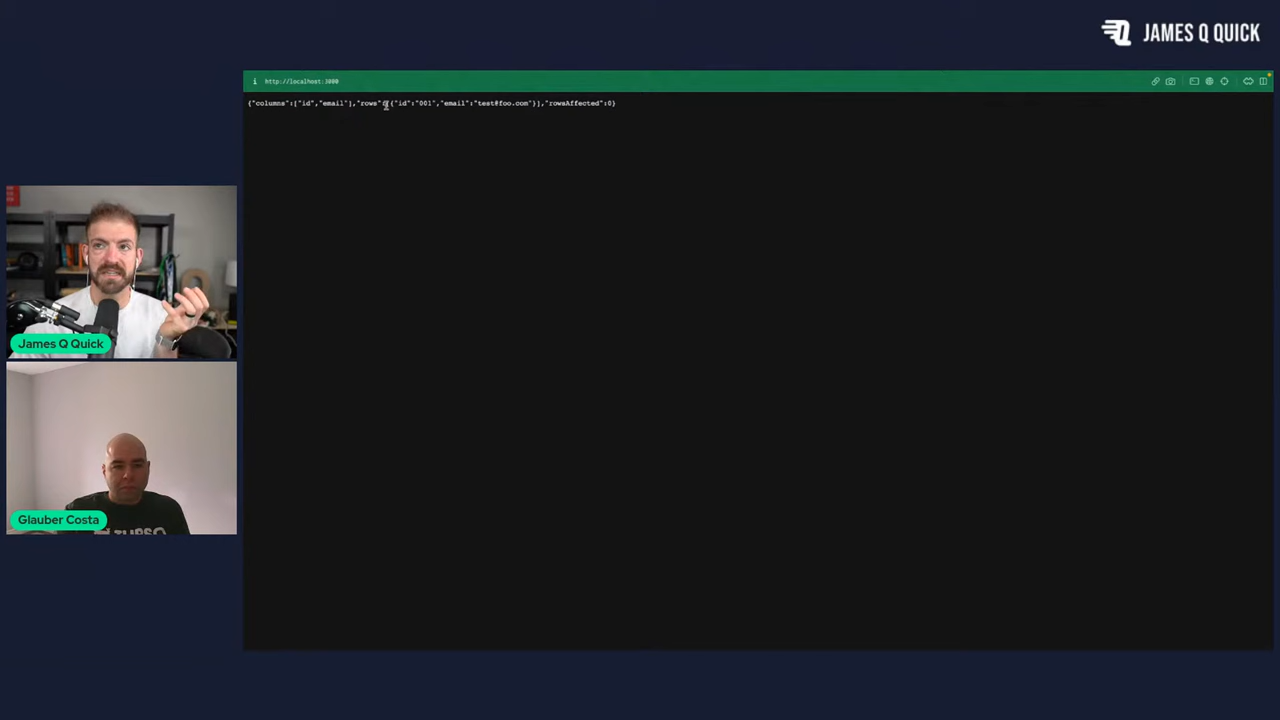 JAMES Q QUICK
http://localhost:3000
{"columns":["id","email"],"rows":[{"id":"001","email":"test@foo.com"}],"rowsAffected":0}
James Q Quick
TURSO
Glauber Costa